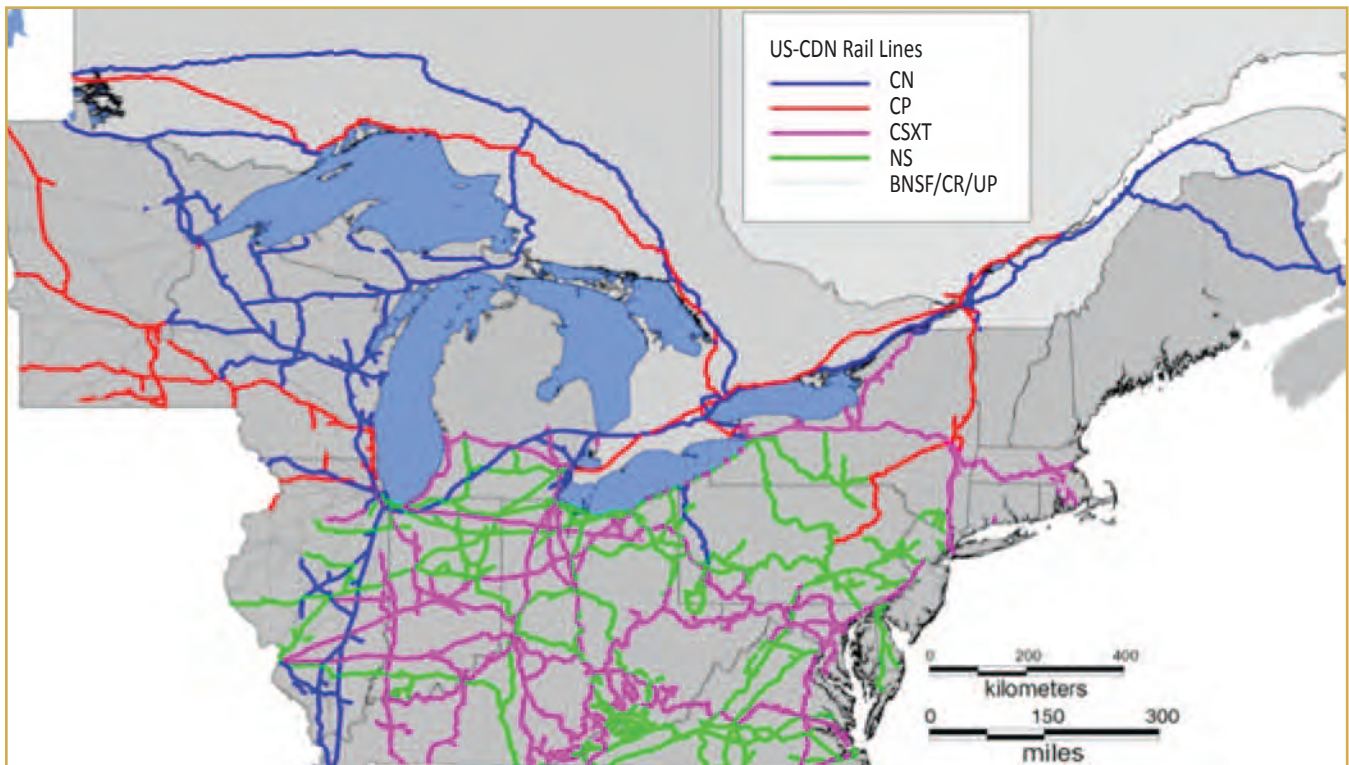 US-CDN Rail Lines
CN
CP
CSXT
NS
BNSF/CR/UP
0 200 400
kilometers
0 150 300
miles